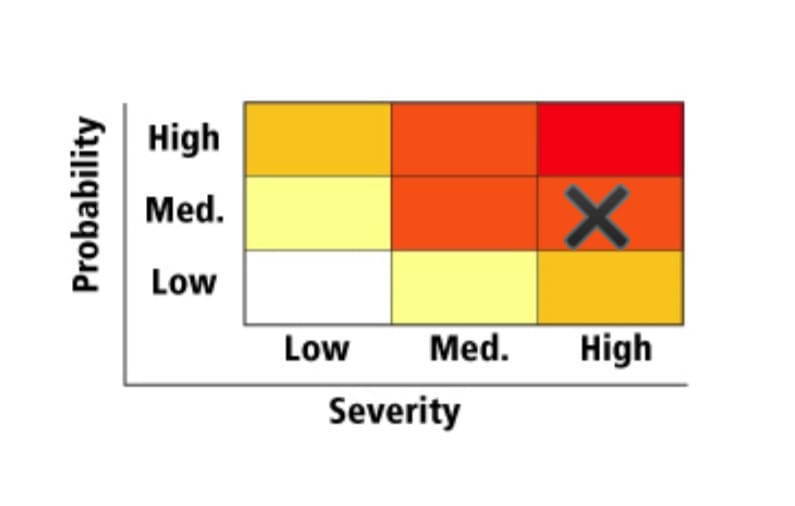 Probability
High
Med.
Low
Low Med. High
Severity